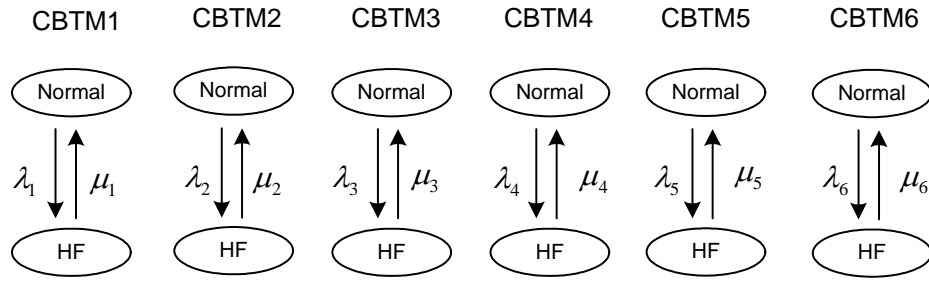 CBTM1 CBTM2 CBTM3 CBTM4 CBTM5 CBTM6
Normal Normal Normal Normal Normal Normal
λ₁ μ₁ λ₂ μ₂ λ₃ μ₃ λ₄ μ₄ λ₅ μ₅ λ₆ μ₆
HF HF HF HF HF HF